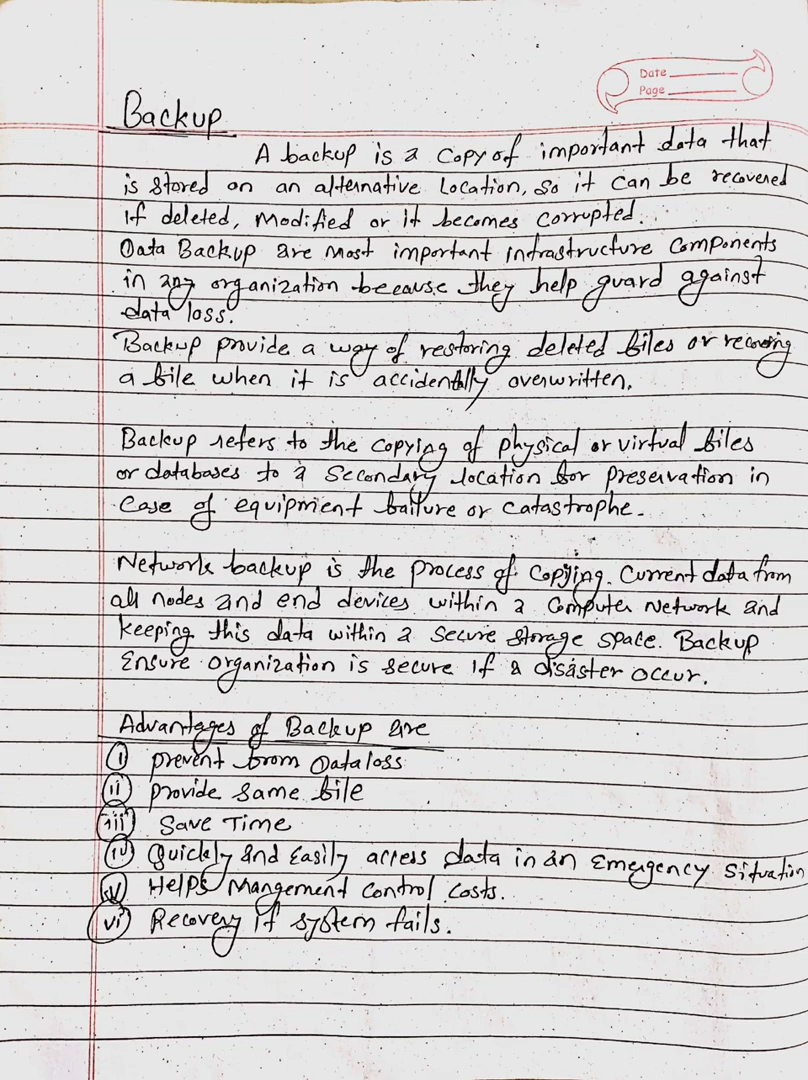 Date
Page
Backup
A backup is a copy of important data that
is stored on an alternative location, so it can be recovered
if deleted, Modified or it becomes corrupted.
Data Backup are most important infrastructure components
in any organization because they help guard against
data loss.
Backup provide a way of restoring deleted files or recovering
a file when it is accidentally overwritten.
Backup refers to the copying of physical or virtual files
or databases to a secondary location for preservation in
case of equipment failure or catastrophe.
Network backup is the process of copying. Current data from
all nodes and end devices within a computer network and
keeping this data within a secure storage space. Backup
Ensure organization is secure if a disaster occur.
Advantages of Backup are
(i) prevent from Data loss
(ii) provide same file
(iii) Save Time
(iv) Quickly and Easily access data in an Emergency Situation
(v) Helps Mangement control costs.
(vi) Recovery if system fails.